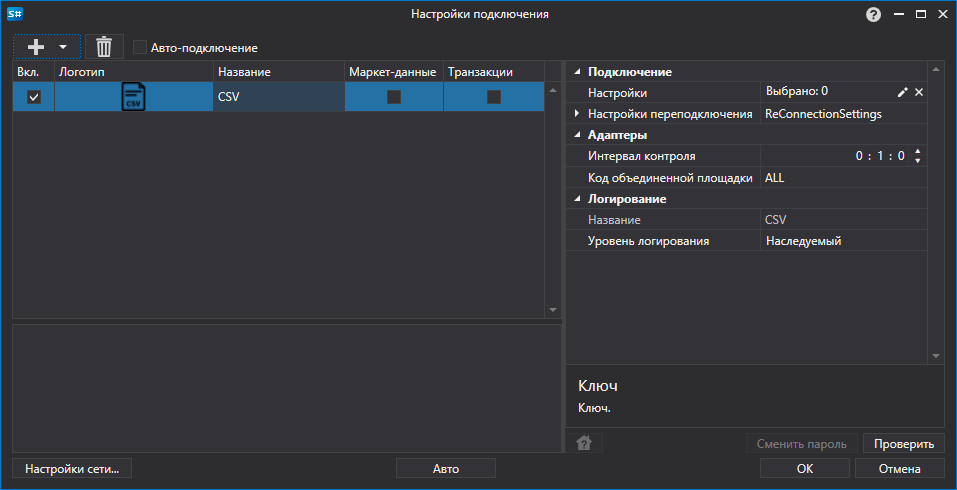 S#
Настройки подключения
Авто-подключение
Вкл. Логотип Название Маркет-данные Транзакции
CSV CSV
Подключение
Настройки Выбрано: 0
Настройки переподключения ReConnectionSettings
Адаптеры
Интервал контроля 0 : 1 : 0
Код объединенной площадки ALL
Логирование
Название CSV
Уровень логирования Наследуемый
Ключ
Ключ.
Сменить пароль Проверить
Настройки сети... Авто OK Отмена